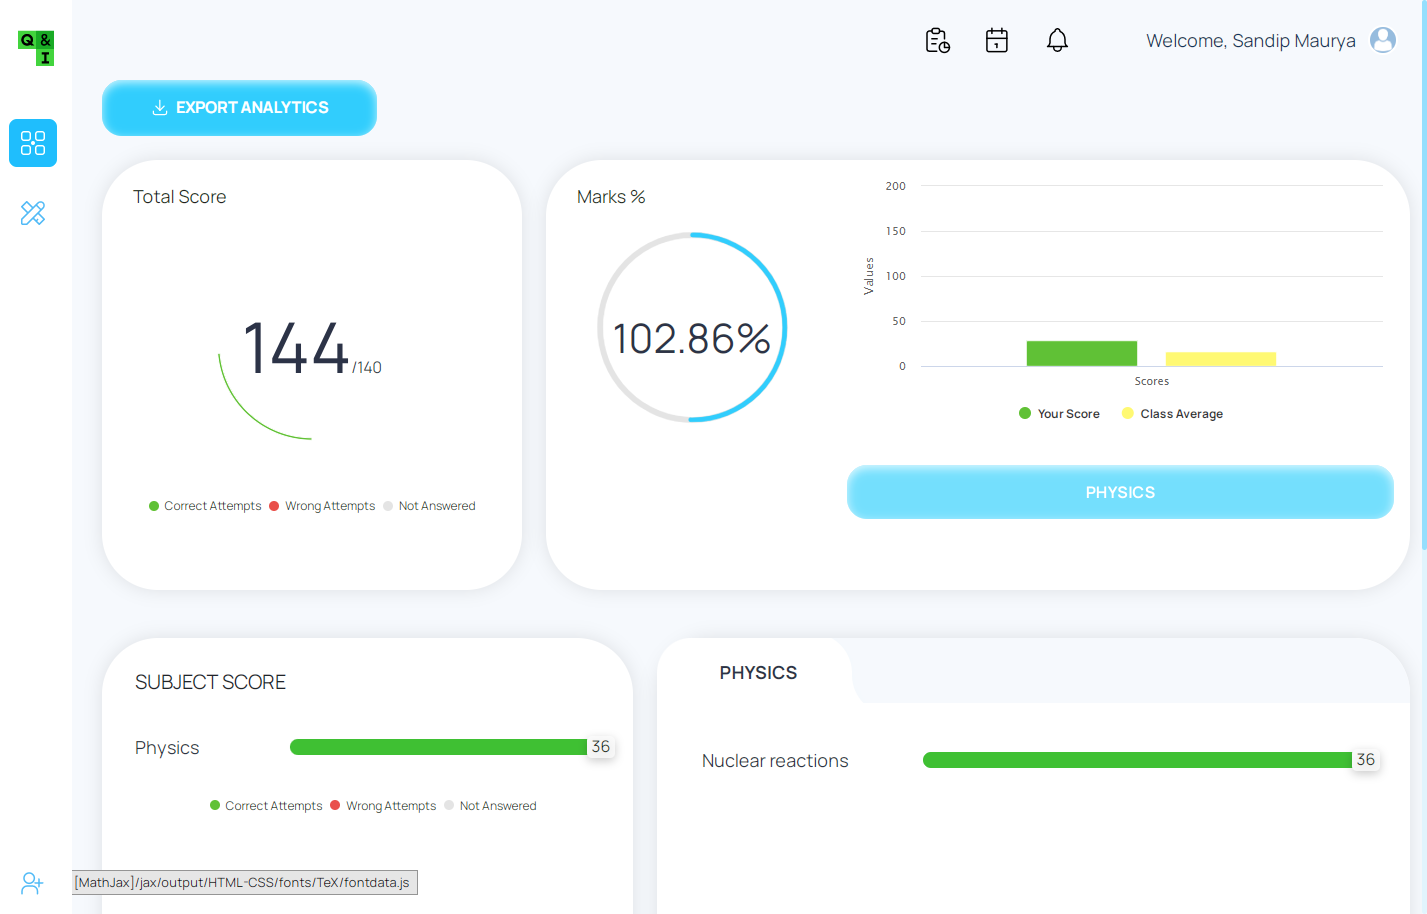 Q &
I
Welcome, Sandip Maurya
EXPORT ANALYTICS
Total Score
144/140
Correct Attempts Wrong Attempts Not Answered
Marks %
102.86%
200
150
100
50
0
Values
Scores
Your Score Class Average
PHYSICS
SUBJECT SCORE
Physics 36
Correct Attempts Wrong Attempts Not Answered
PHYSICS
Nuclear reactions 36
[MathJax]/jax/output/HTML-CSS/fonts/TeX/fontdata.js